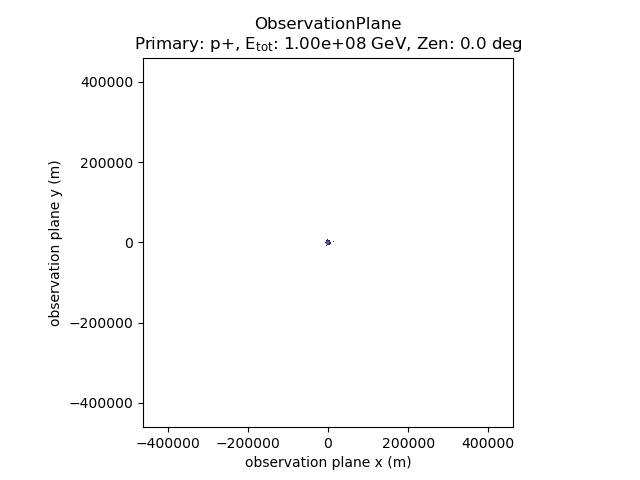 ObservationPlane
Primary: p+, E_tot: 1.00e+08 GeV, Zen: 0.0 deg
400000
200000
0
−200000
−400000
observation plane y (m)
−400000 −200000 0 200000 400000
observation plane x (m)